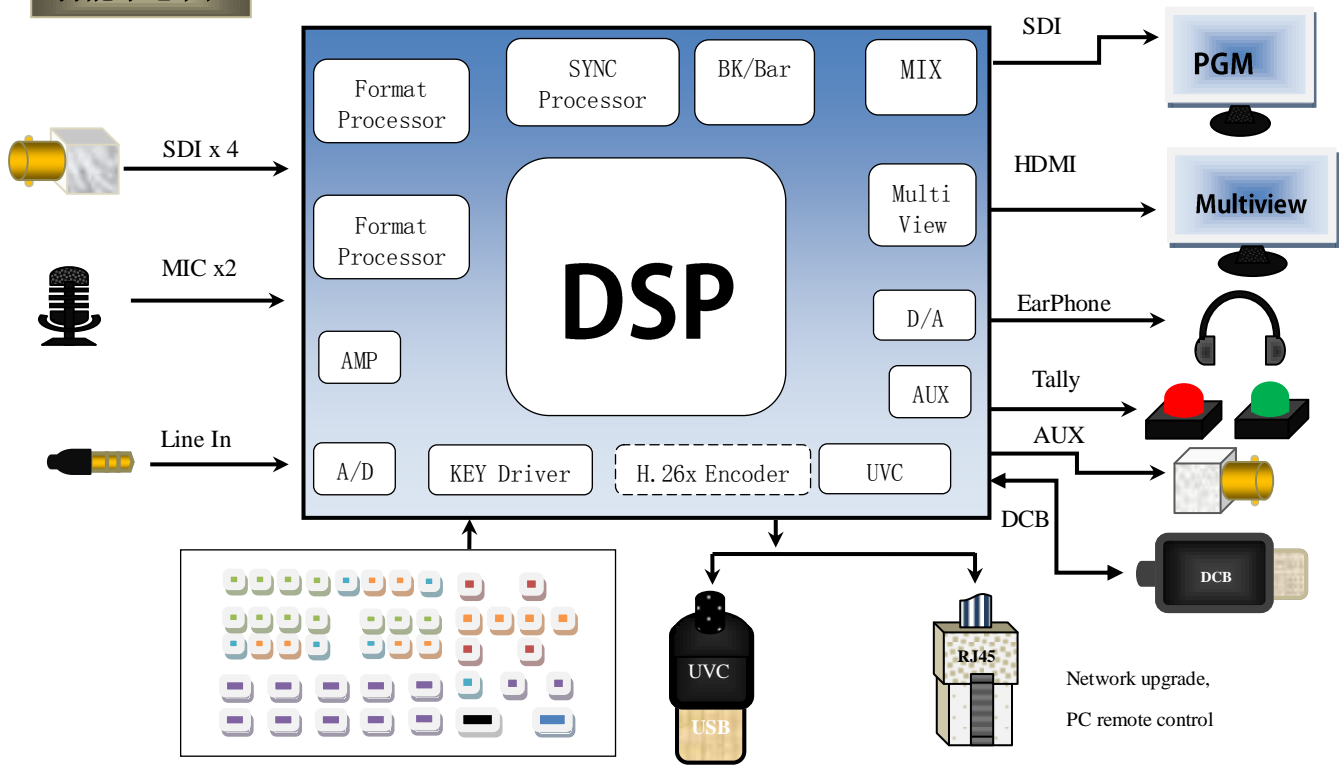 SDI
PGM
SYNC
Processor
BK/Bar
MIX
Format
Processor
SDI x 4
HDMI
Multi
View
Multiview
Format
Processor
MIC x2
DSP
D/A
EarPhone
AMP
AUX
Tally
Line In
A/D
KEY Driver
H.26x Encoder
UVC
AUX
DCB
DCB
UVC
USB
RJ45
Network upgrade,
PC remote control